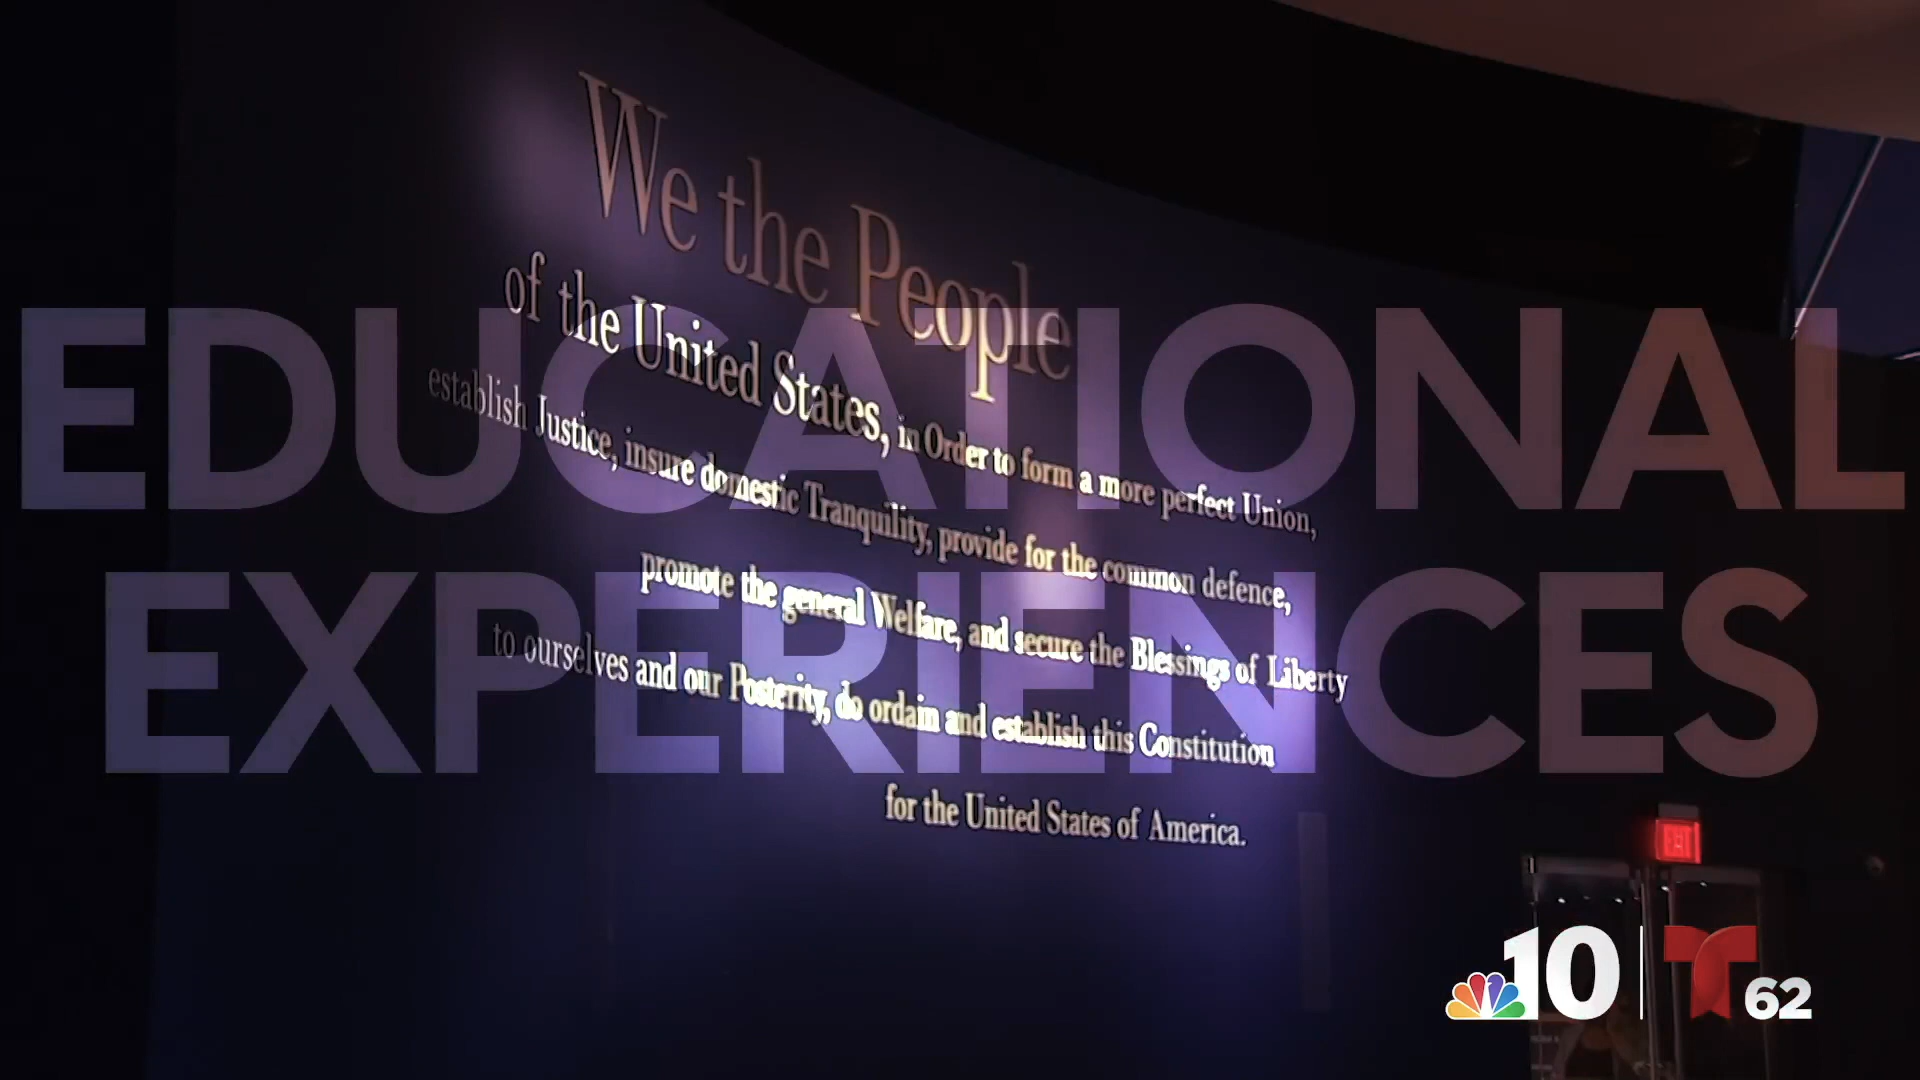 We the People
of the United States, in Order to form a more perfect Union,
establish Justice, insure domestic Tranquility, provide for the common defence,
promote the general Welfare, and secure the Blessings of Liberty
to ourselves and our Posterity, do ordain and establish this Constitution
for the United States of America.
EDUCATIONAL
EXPERIENCES
EXIT
10 62